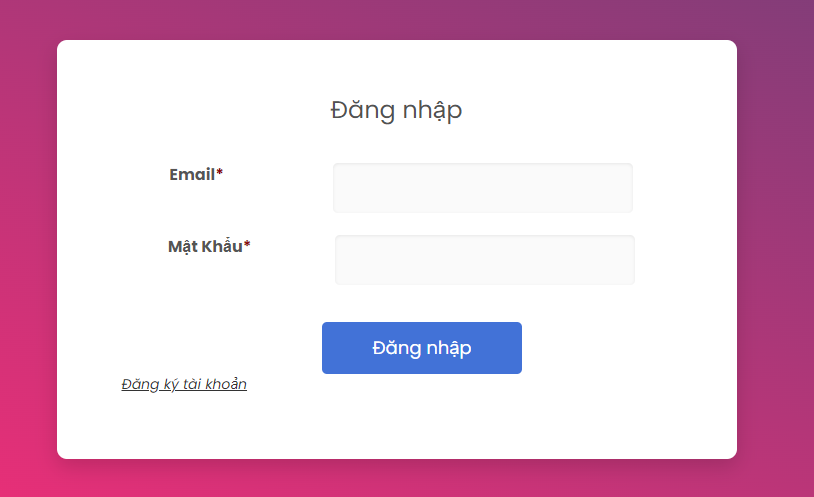 Đăng nhập
Email*
Mật Khẩu*
Đăng nhập
Đăng ký tài khoản